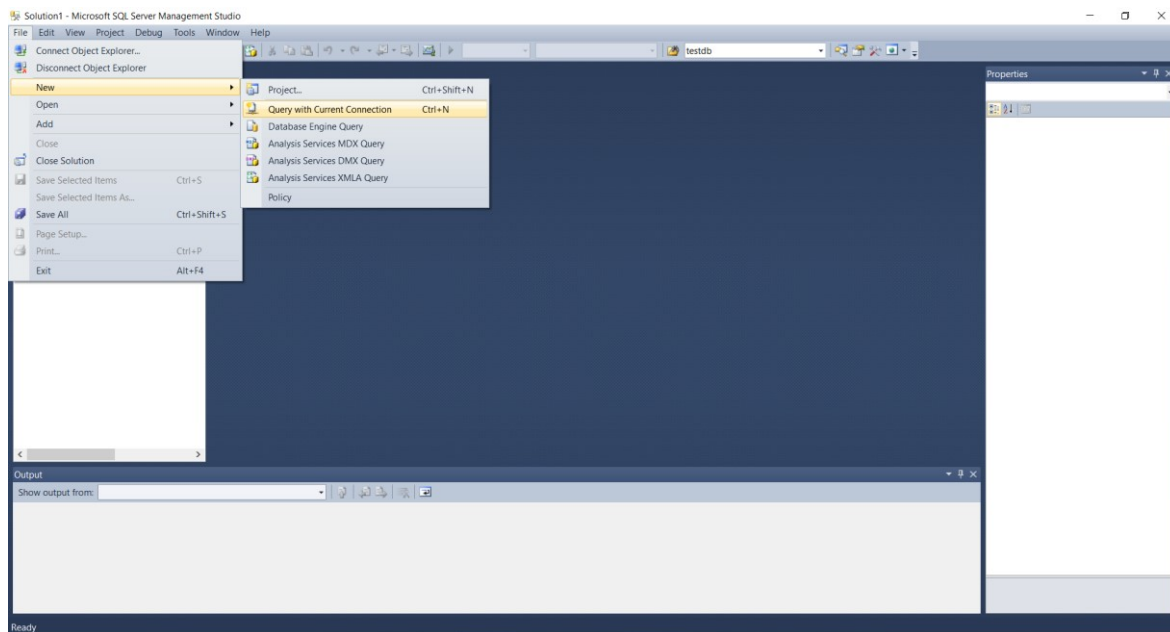 Solution1 - Microsoft SQL Server Management Studio
File Edit View Project Debug Tools Window Help
testdb
Connect Object Explorer...
Disconnect Object Explorer
New
Open
Add
Close
Close Solution
Save Selected Items Ctrl+S
Save Selected Items As...
Save All Ctrl+Shift+S
Page Setup...
Print... Ctrl+P
Exit Alt+F4
Project... Ctrl+Shift+N
Query with Current Connection Ctrl+N
Database Engine Query
Analysis Services MDX Query
Analysis Services DMX Query
Analysis Services XMLA Query
Policy
Properties
Output
Show output from:
Ready